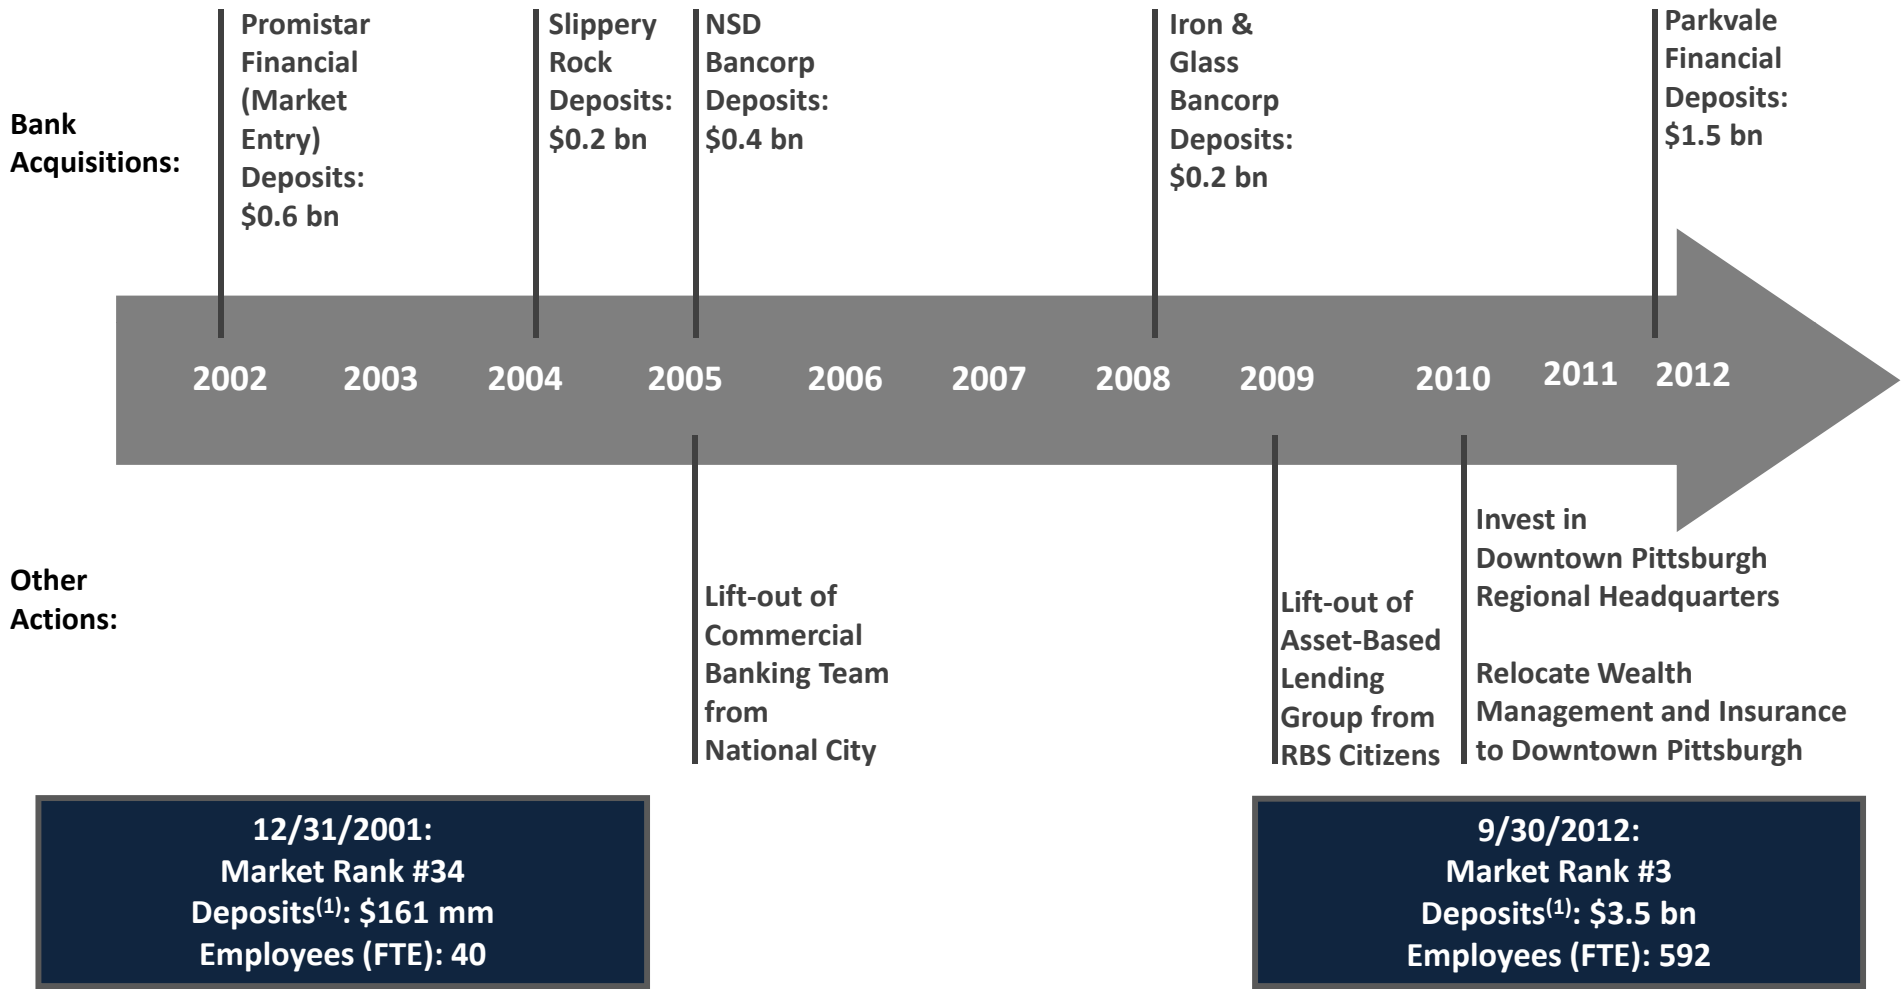 Bank
Acquisitions:
Promistar
Financial
(Market
Entry)
Deposits:
$0.6 bn
Slippery
Rock
Deposits:
$0.2 bn
NSD
Bancorp
Deposits:
$0.4 bn
Iron &
Glass
Bancorp
Deposits:
$0.2 bn
Parkvale
Financial
Deposits:
$1.5 bn
2002 2003 2004 2005 2006 2007 2008 2009 2010 2011 2012
Other
Actions:
Lift-out of
Commercial
Banking Team
from
National City
Lift-out of
Asset-Based
Lending
Group from
RBS Citizens
Invest in
Downtown Pittsburgh
Regional Headquarters
Relocate Wealth
Management and Insurance
to Downtown Pittsburgh
12/31/2001:
Market Rank #34
Deposits(1): $161 mm
Employees (FTE): 40
9/30/2012:
Market Rank #3
Deposits(1): $3.5 bn
Employees (FTE): 592